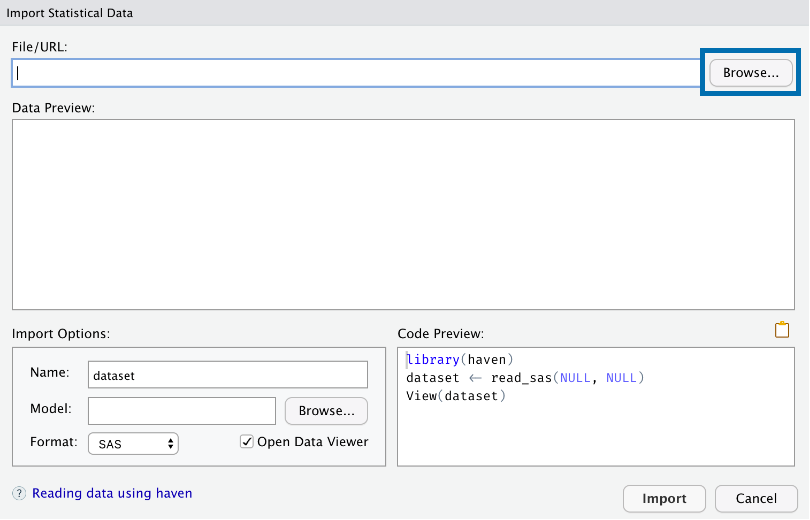 Import Statistical Data
File/URL:
Browse...
Data Preview:
Import Options:
Code Preview:
Name:
dataset
Model:
Browse...
Format:
SAS
Open Data Viewer
library(haven)
dataset ← read_sas(NULL, NULL)
View(dataset)
? Reading data using haven
Import
Cancel